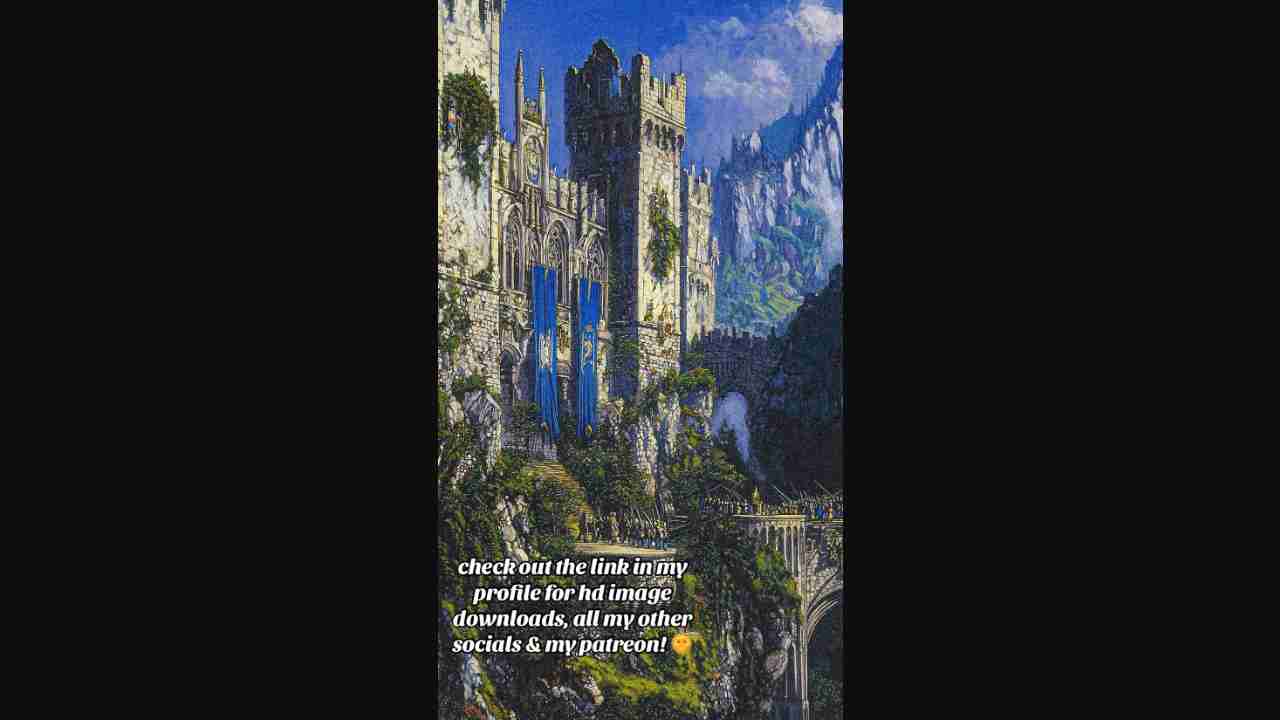 check out the link in my
profile for hd image
downloads, all my other
socials & my patreon! 🌝